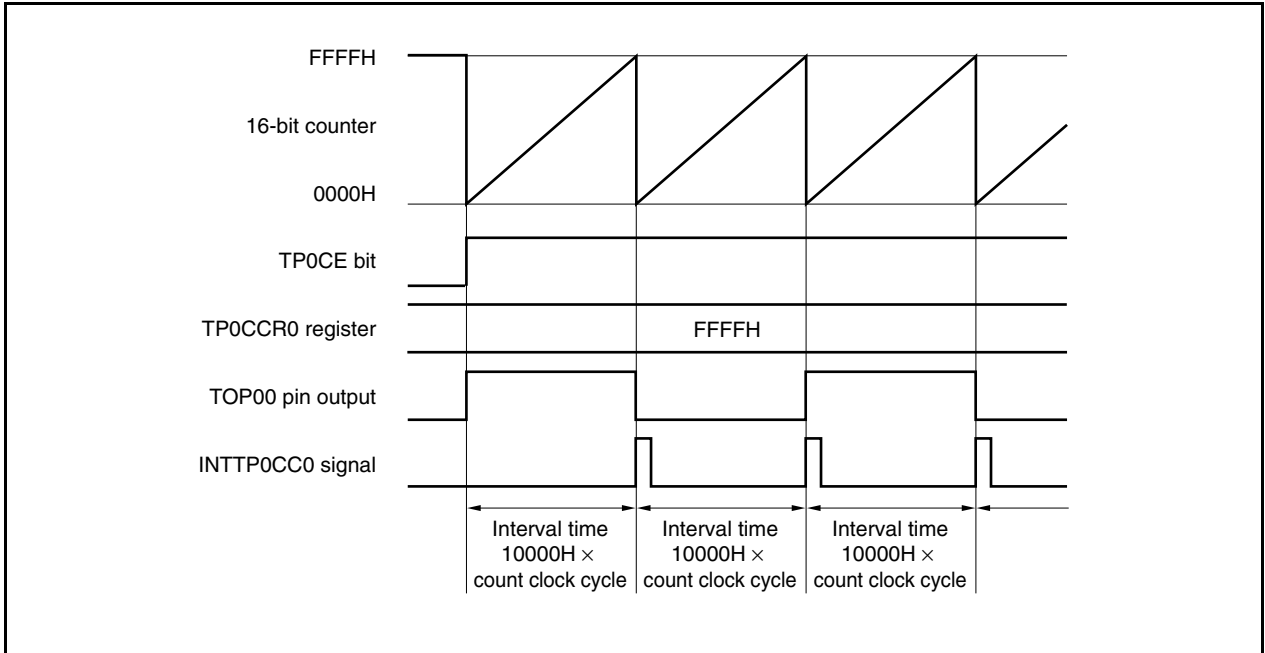 FFFFH
16-bit counter
0000H
TP0CE bit
TP0CCR0 register
FFFFH
TOP00 pin output
INTTP0CC0 signal
Interval time
10000H ×
count clock cycle
Interval time
10000H ×
count clock cycle
Interval time
10000H ×
count clock cycle